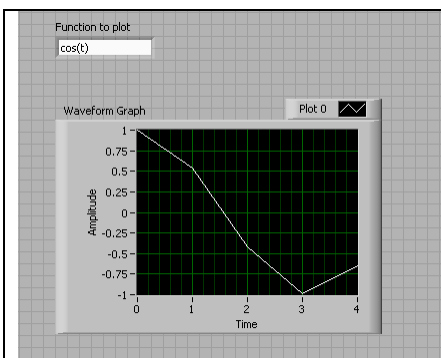 Function to plot
cos(t)
Waveform Graph
Plot 0
Amplitude
1
0.75
0.5
0.25
0
-0.25
-0.5
-0.75
-1
0 1 2 3 4
Time